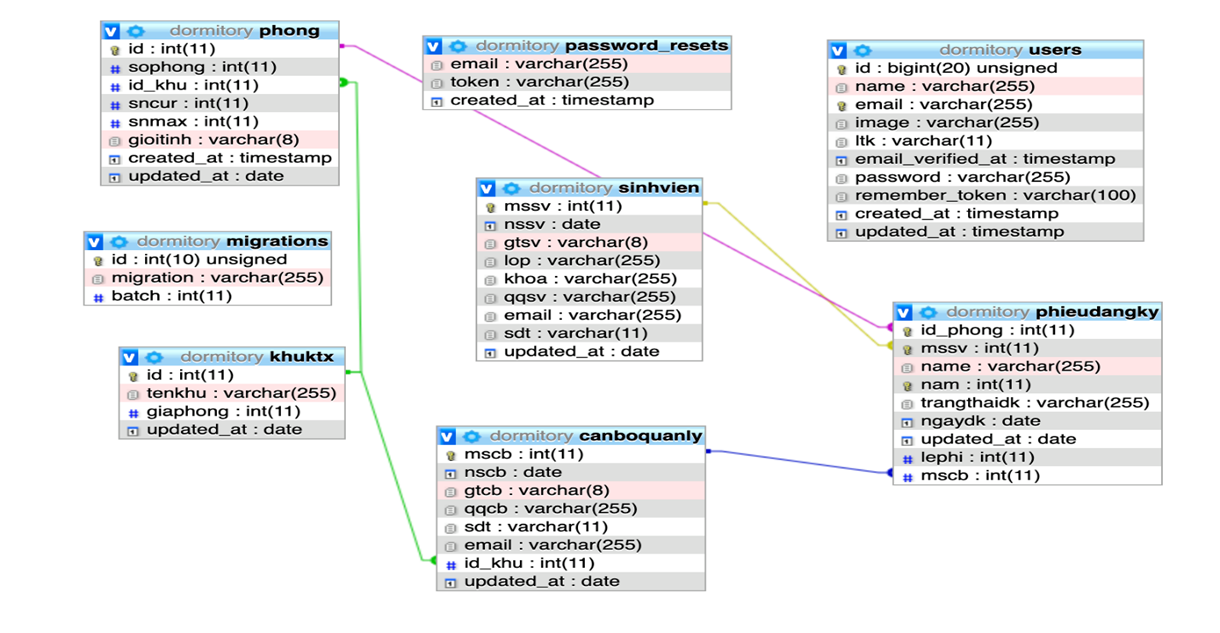 dormitory phong
id : int(11)
sophong : int(11)
id_khu : int(11)
sncur : int(11)
snmax : int(11)
gioitinh : varchar(8)
created_at : timestamp
updated_at : date
dormitory password_resets
email : varchar(255)
token : varchar(255)
created_at : timestamp
dormitory users
id : bigint(20) unsigned
name : varchar(255)
email : varchar(255)
image : varchar(255)
ltk : varchar(11)
email_verified_at : timestamp
password : varchar(255)
remember_token : varchar(100)
created_at : timestamp
updated_at : timestamp
dormitory sinhvien
mssv : int(11)
nssv : date
gtsv : varchar(8)
lop : varchar(255)
khoa : varchar(255)
qqsv : varchar(255)
email : varchar(255)
sdt : varchar(11)
updated_at : date
dormitory migrations
id : int(10) unsigned
migration : varchar(255)
batch : int(11)
dormitory phieudangky
id_phong : int(11)
mssv : int(11)
name : varchar(255)
nam : int(11)
trangthaidk : varchar(255)
ngaydk : date
updated_at : date
lephi : int(11)
mscb : int(11)
dormitory khuktx
id : int(11)
tenkhu : varchar(255)
giaphong : int(11)
updated_at : date
dormitory canboquanly
mscb : int(11)
nscb : date
gtcb : varchar(8)
qqcb : varchar(255)
sdt : varchar(11)
email : varchar(255)
id_khu : int(11)
updated_at : date